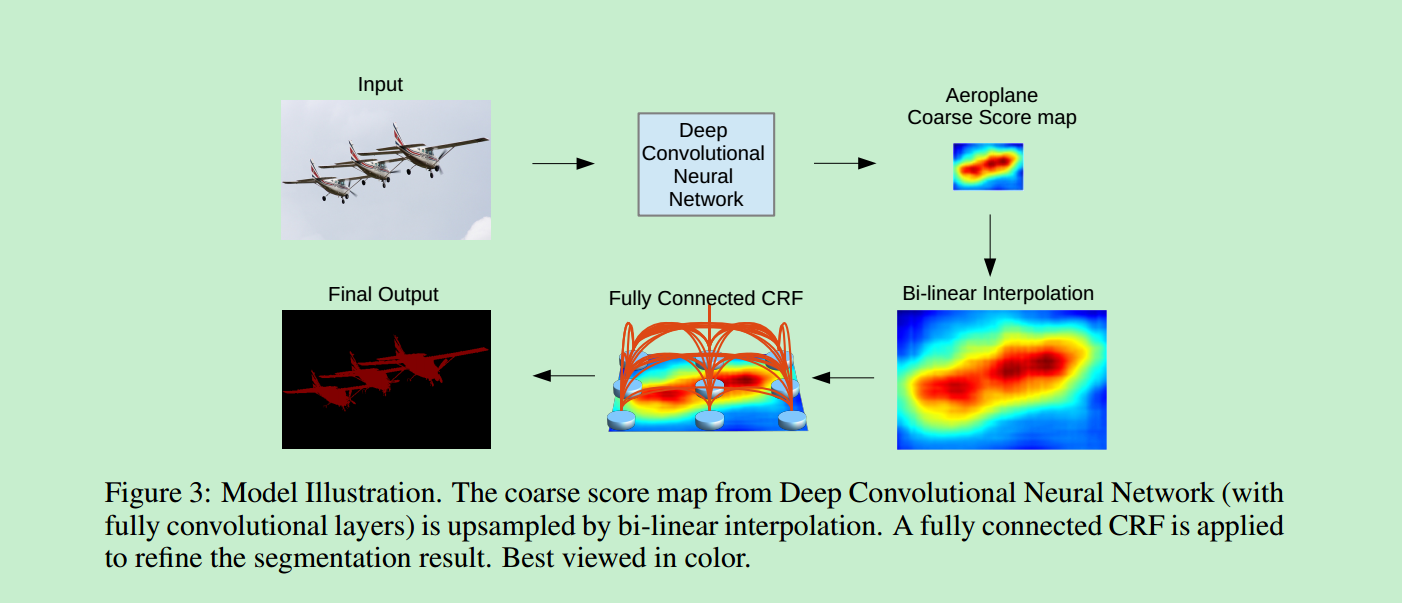 Input
Deep
Convolutional
Neural
Network
Aeroplane
Coarse Score map
Final Output
Fully Connected CRF
Bi-linear Interpolation
Figure 3: Model Illustration. The coarse score map from Deep Convolutional Neural Network (with
fully convolutional layers) is upsampled by bi-linear interpolation. A fully connected CRF is applied
to refine the segmentation result. Best viewed in color.